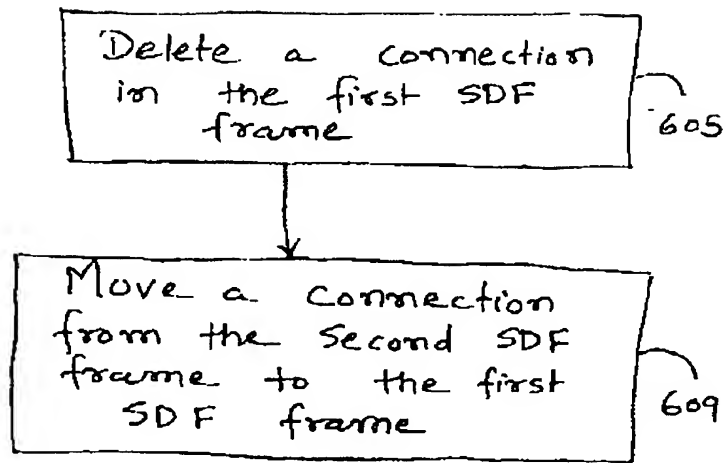 Delete a connection
in the first SDF
frame
605
Move a connection
from the second SDF
frame to the first
SDF frame
609